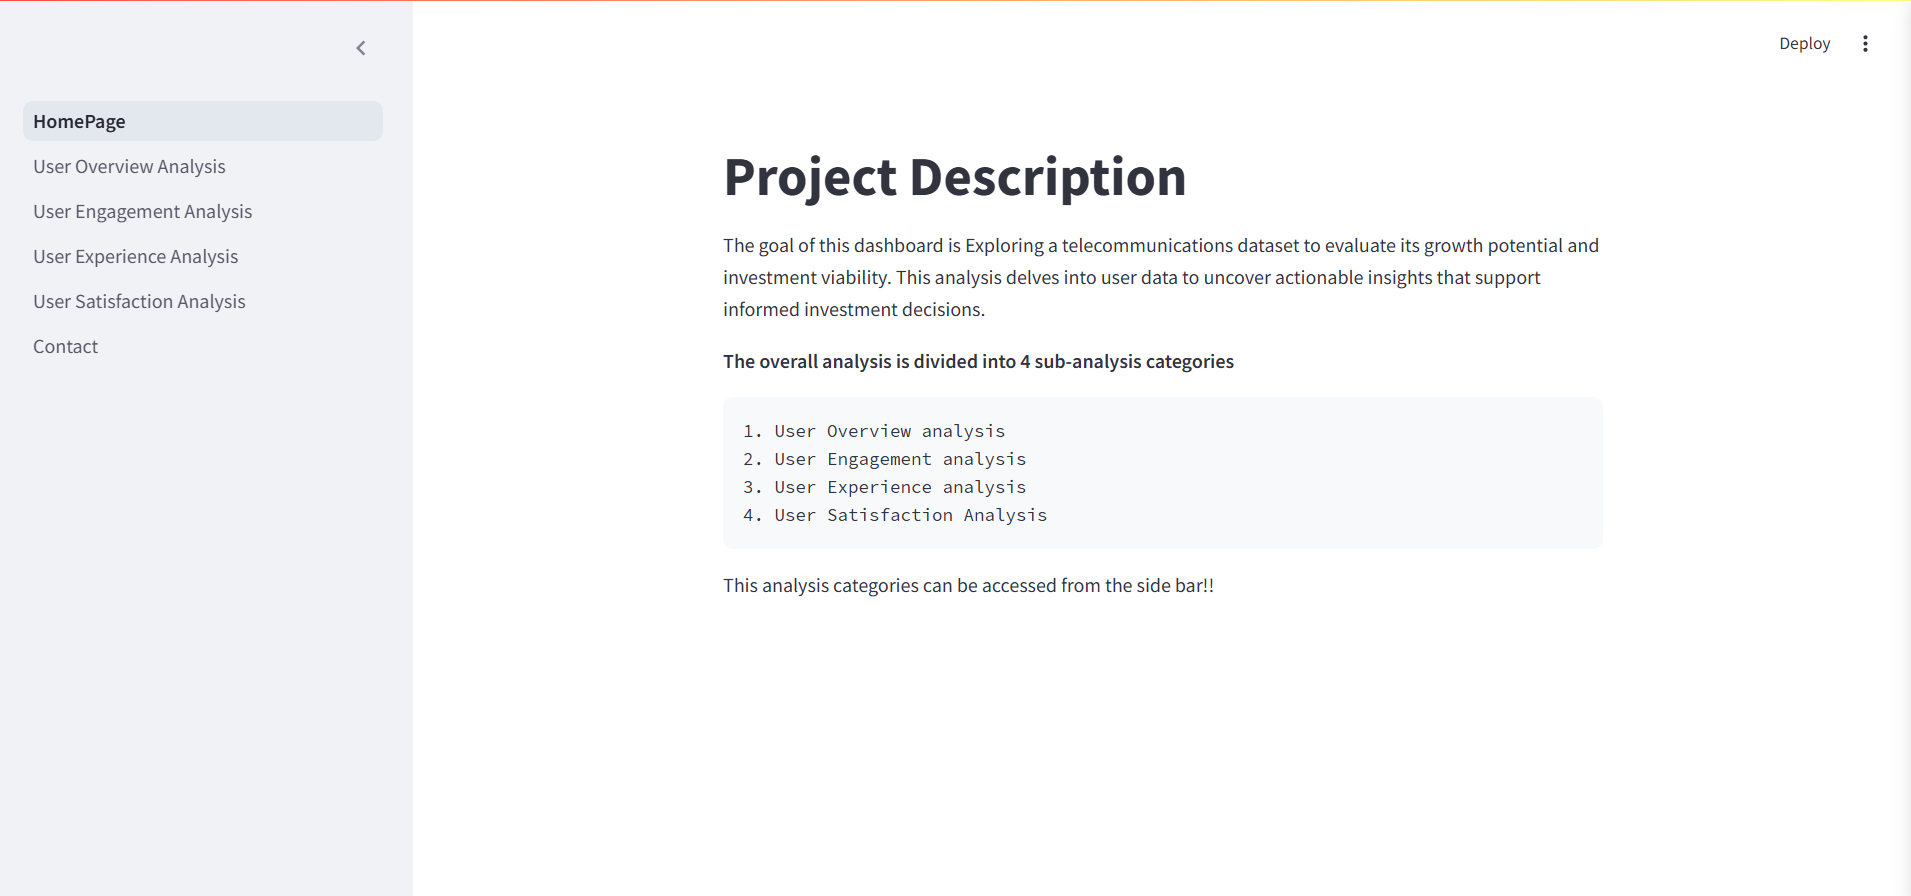 Deploy
HomePage
User Overview Analysis
User Engagement Analysis
User Experience Analysis
User Satisfaction Analysis
Contact
Project Description
The goal of this dashboard is Exploring a telecommunications dataset to evaluate its growth potential and
investment viability. This analysis delves into user data to uncover actionable insights that support
informed investment decisions.
The overall analysis is divided into 4 sub-analysis categories
1. User Overview analysis
2. User Engagement analysis
3. User Experience analysis
4. User Satisfaction Analysis
This analysis categories can be accessed from the side bar!!